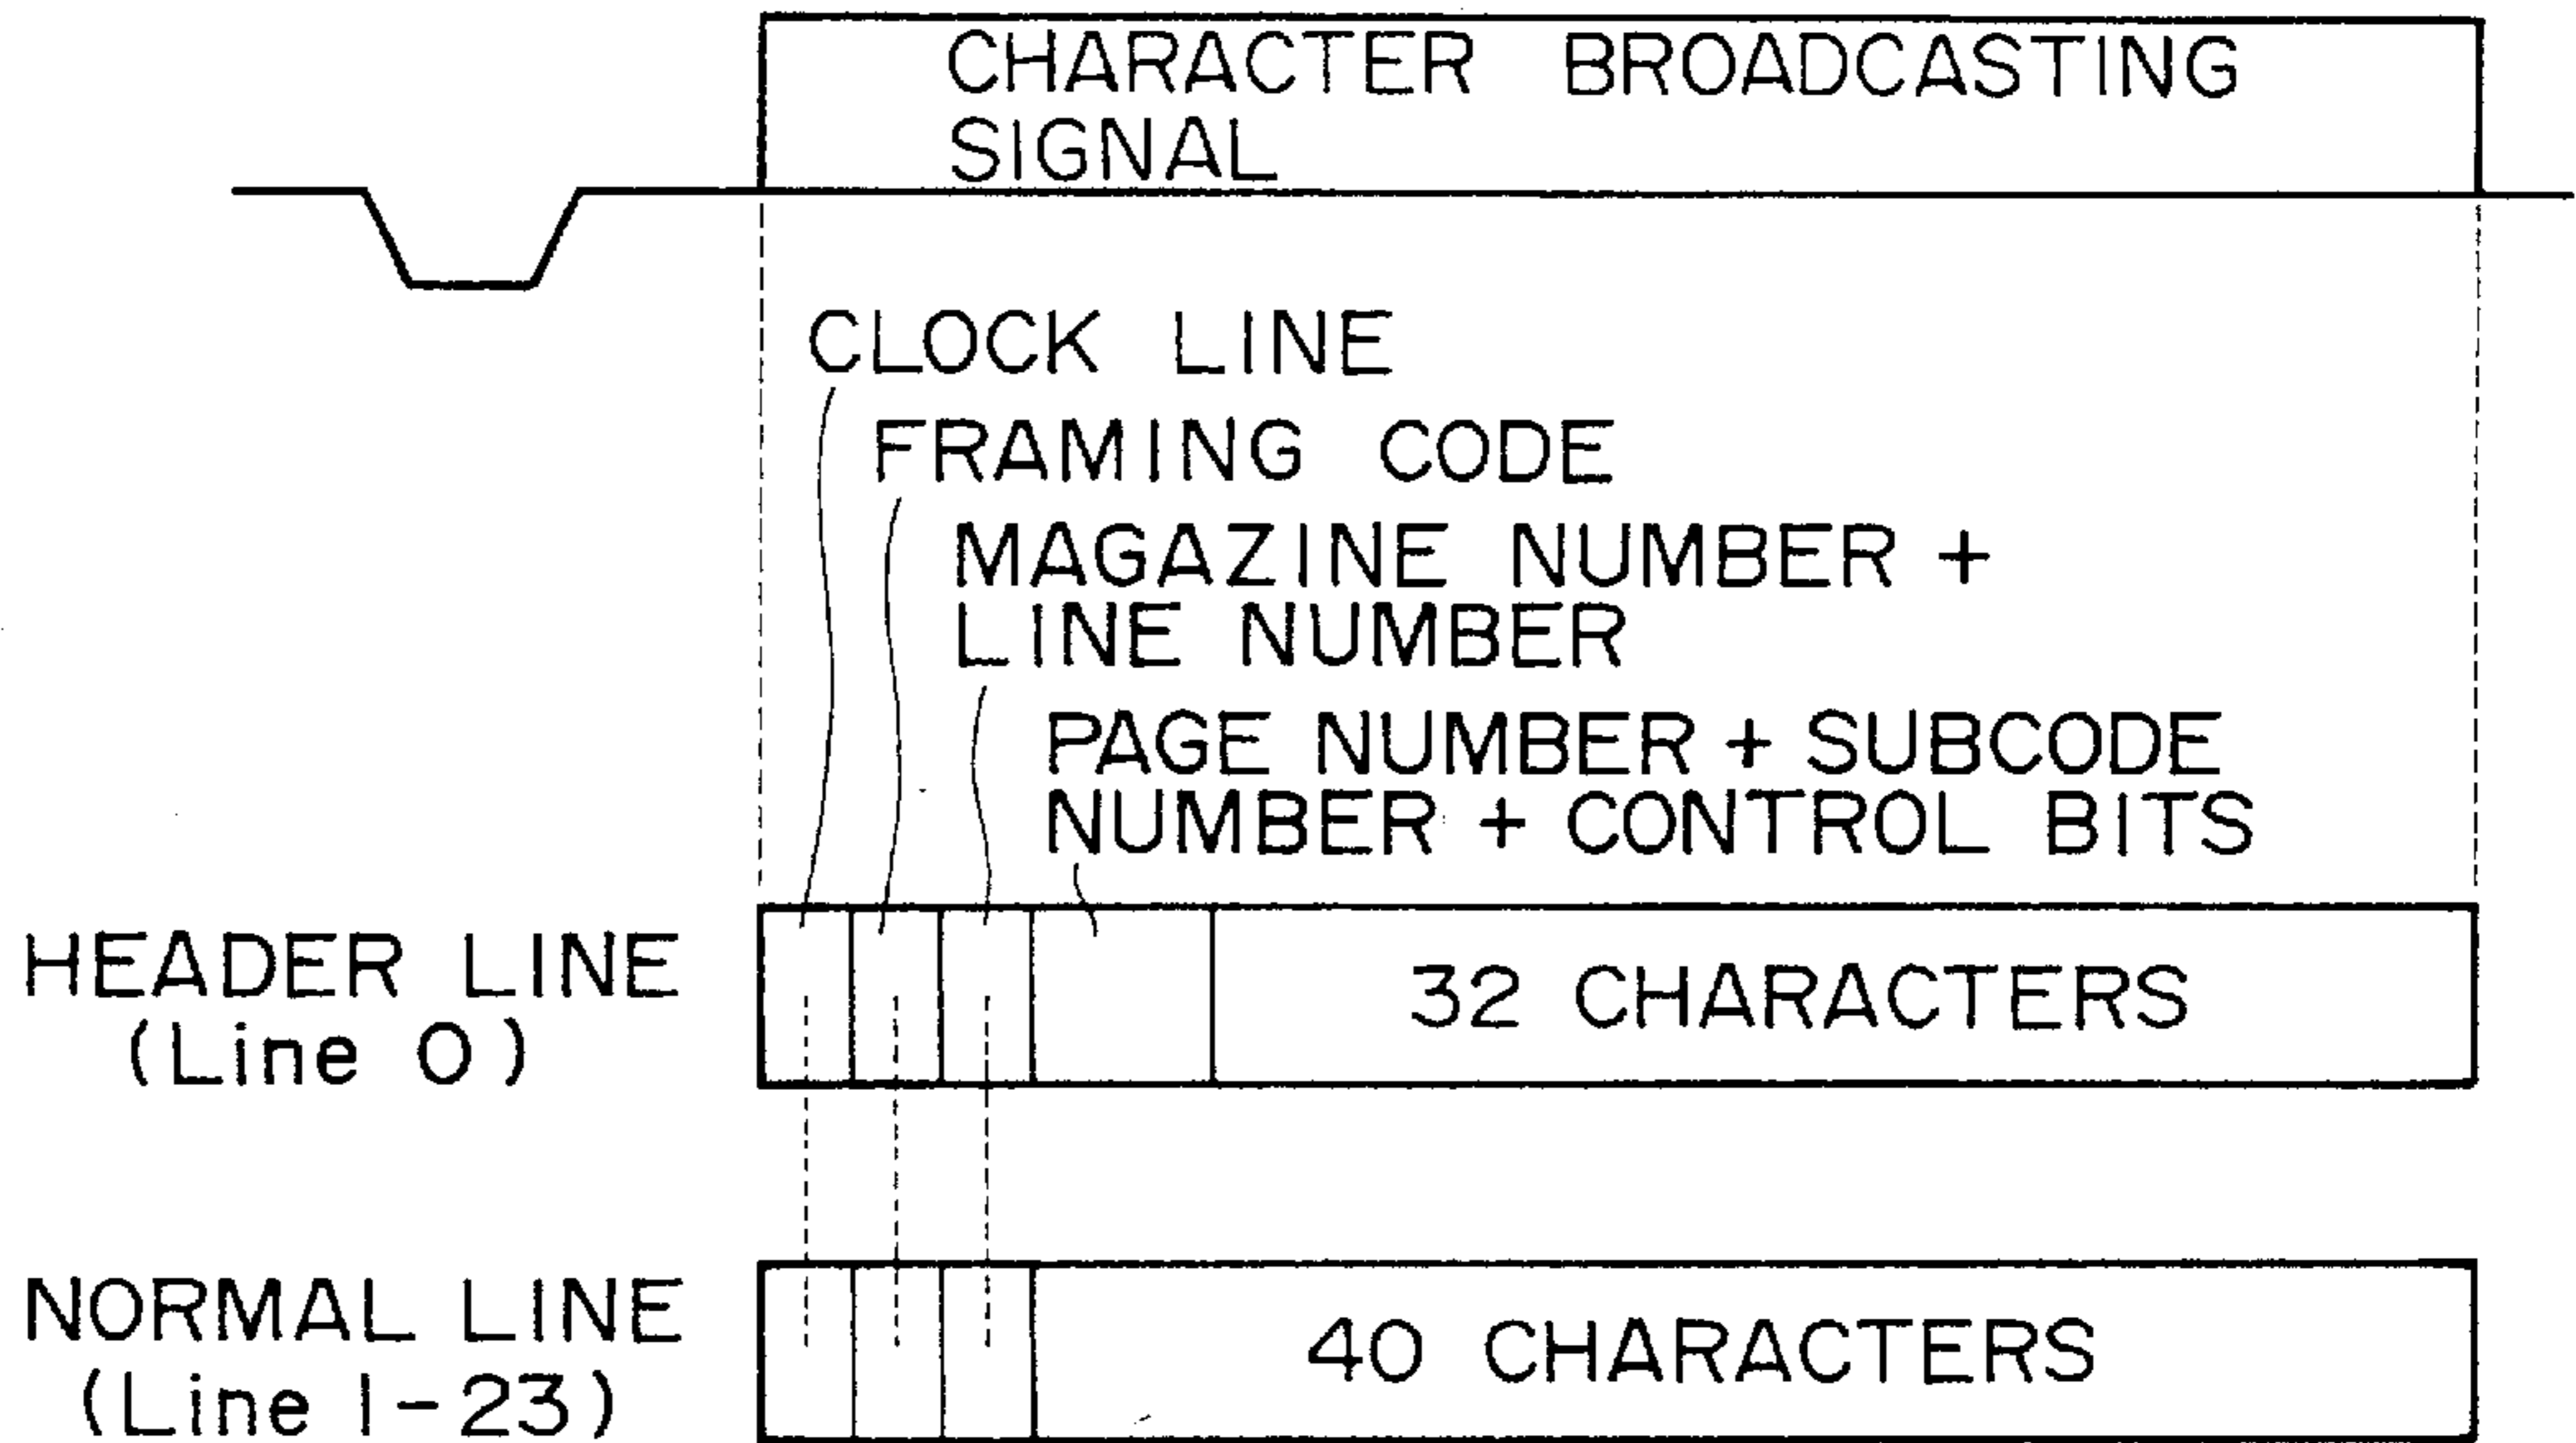 CHARACTER BROADCASTING
SIGNAL
CLOCK LINE
FRAMING CODE
MAGAZINE NUMBER +
LINE NUMBER
PAGE NUMBER + SUBCODE
NUMBER + CONTROL BITS
HEADER LINE
(Line 0)
32 CHARACTERS
NORMAL LINE
(Line 1-23)
40 CHARACTERS